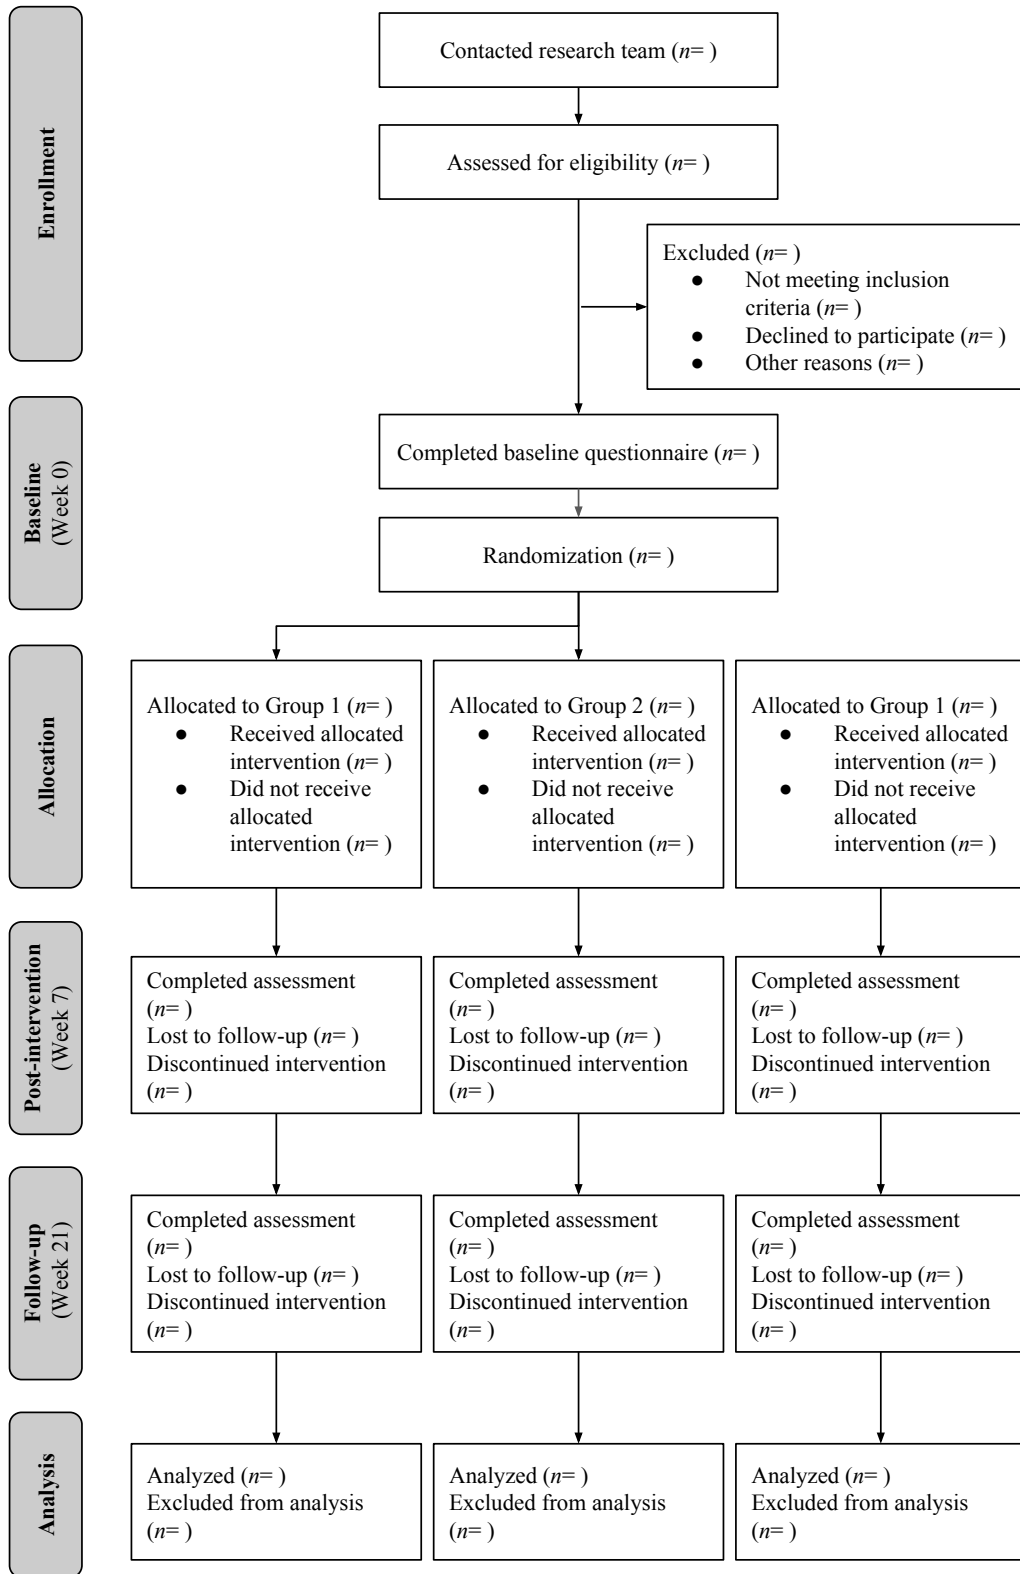 Enrollment
Contacted research team (n= )
Assessed for eligibility (n= )
Excluded (n= )
● Not meeting inclusion
criteria (n= )
● Declined to participate (n= )
● Other reasons (n= )
Baseline
(Week 0)
Completed baseline questionnaire (n= )
Randomization (n= )
Allocation
Allocated to Group 1 (n= )
● Received allocated
intervention (n= )
● Did not receive
allocated
intervention (n= )
Allocated to Group 2 (n= )
● Received allocated
intervention (n= )
● Did not receive
allocated
intervention (n= )
Allocated to Group 1 (n= )
● Received allocated
intervention (n= )
● Did not receive
allocated
intervention (n= )
Post-intervention
(Week 7)
Completed assessment
(n= )
Lost to follow-up (n= )
Discontinued intervention
(n= )
Completed assessment
(n= )
Lost to follow-up (n= )
Discontinued intervention
(n= )
Completed assessment
(n= )
Lost to follow-up (n= )
Discontinued intervention
(n= )
Follow-up
(Week 21)
Completed assessment
(n= )
Lost to follow-up (n= )
Discontinued intervention
(n= )
Completed assessment
(n= )
Lost to follow-up (n= )
Discontinued intervention
(n= )
Completed assessment
(n= )
Lost to follow-up (n= )
Discontinued intervention
(n= )
Analysis
Analyzed (n= )
Excluded from analysis
(n= )
Analyzed (n= )
Excluded from analysis
(n= )
Analyzed (n= )
Excluded from analysis
(n= )